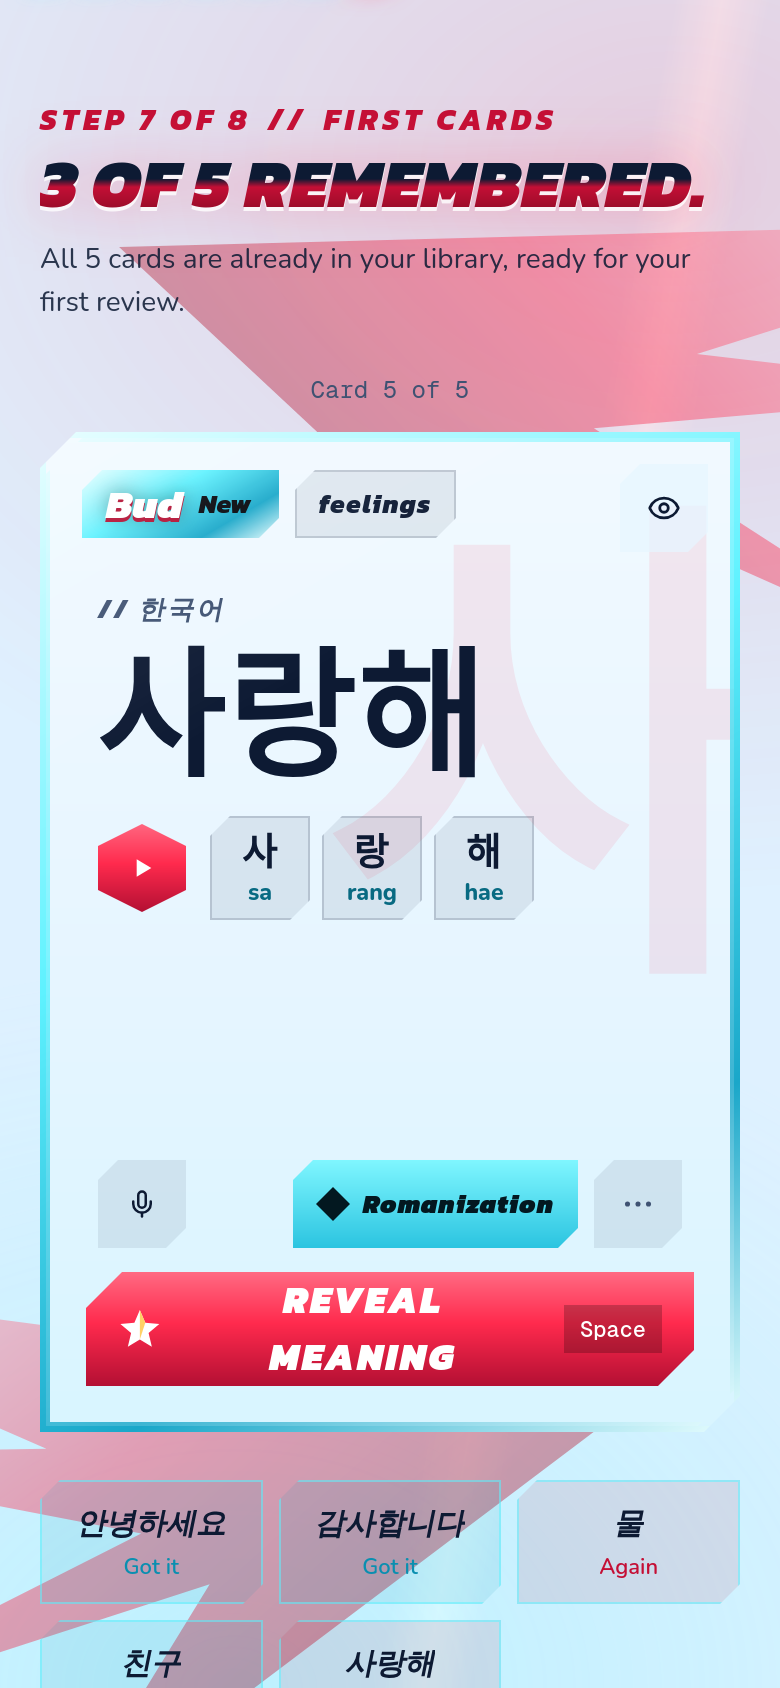 STEP 7 OF 8 // FIRST CARDS
3 OF 5 REMEMBERED.
All 5 cards are already in your library, ready for your
first review.
Card 5 of 5
Bud New
feelings
// 한국어
사랑해
사
사 랑 해
sa rang hae
Romanization
REVEAL
MEANING
Space
안녕하세요 감사합니다 물
Got it Got it Again
친구 사랑해